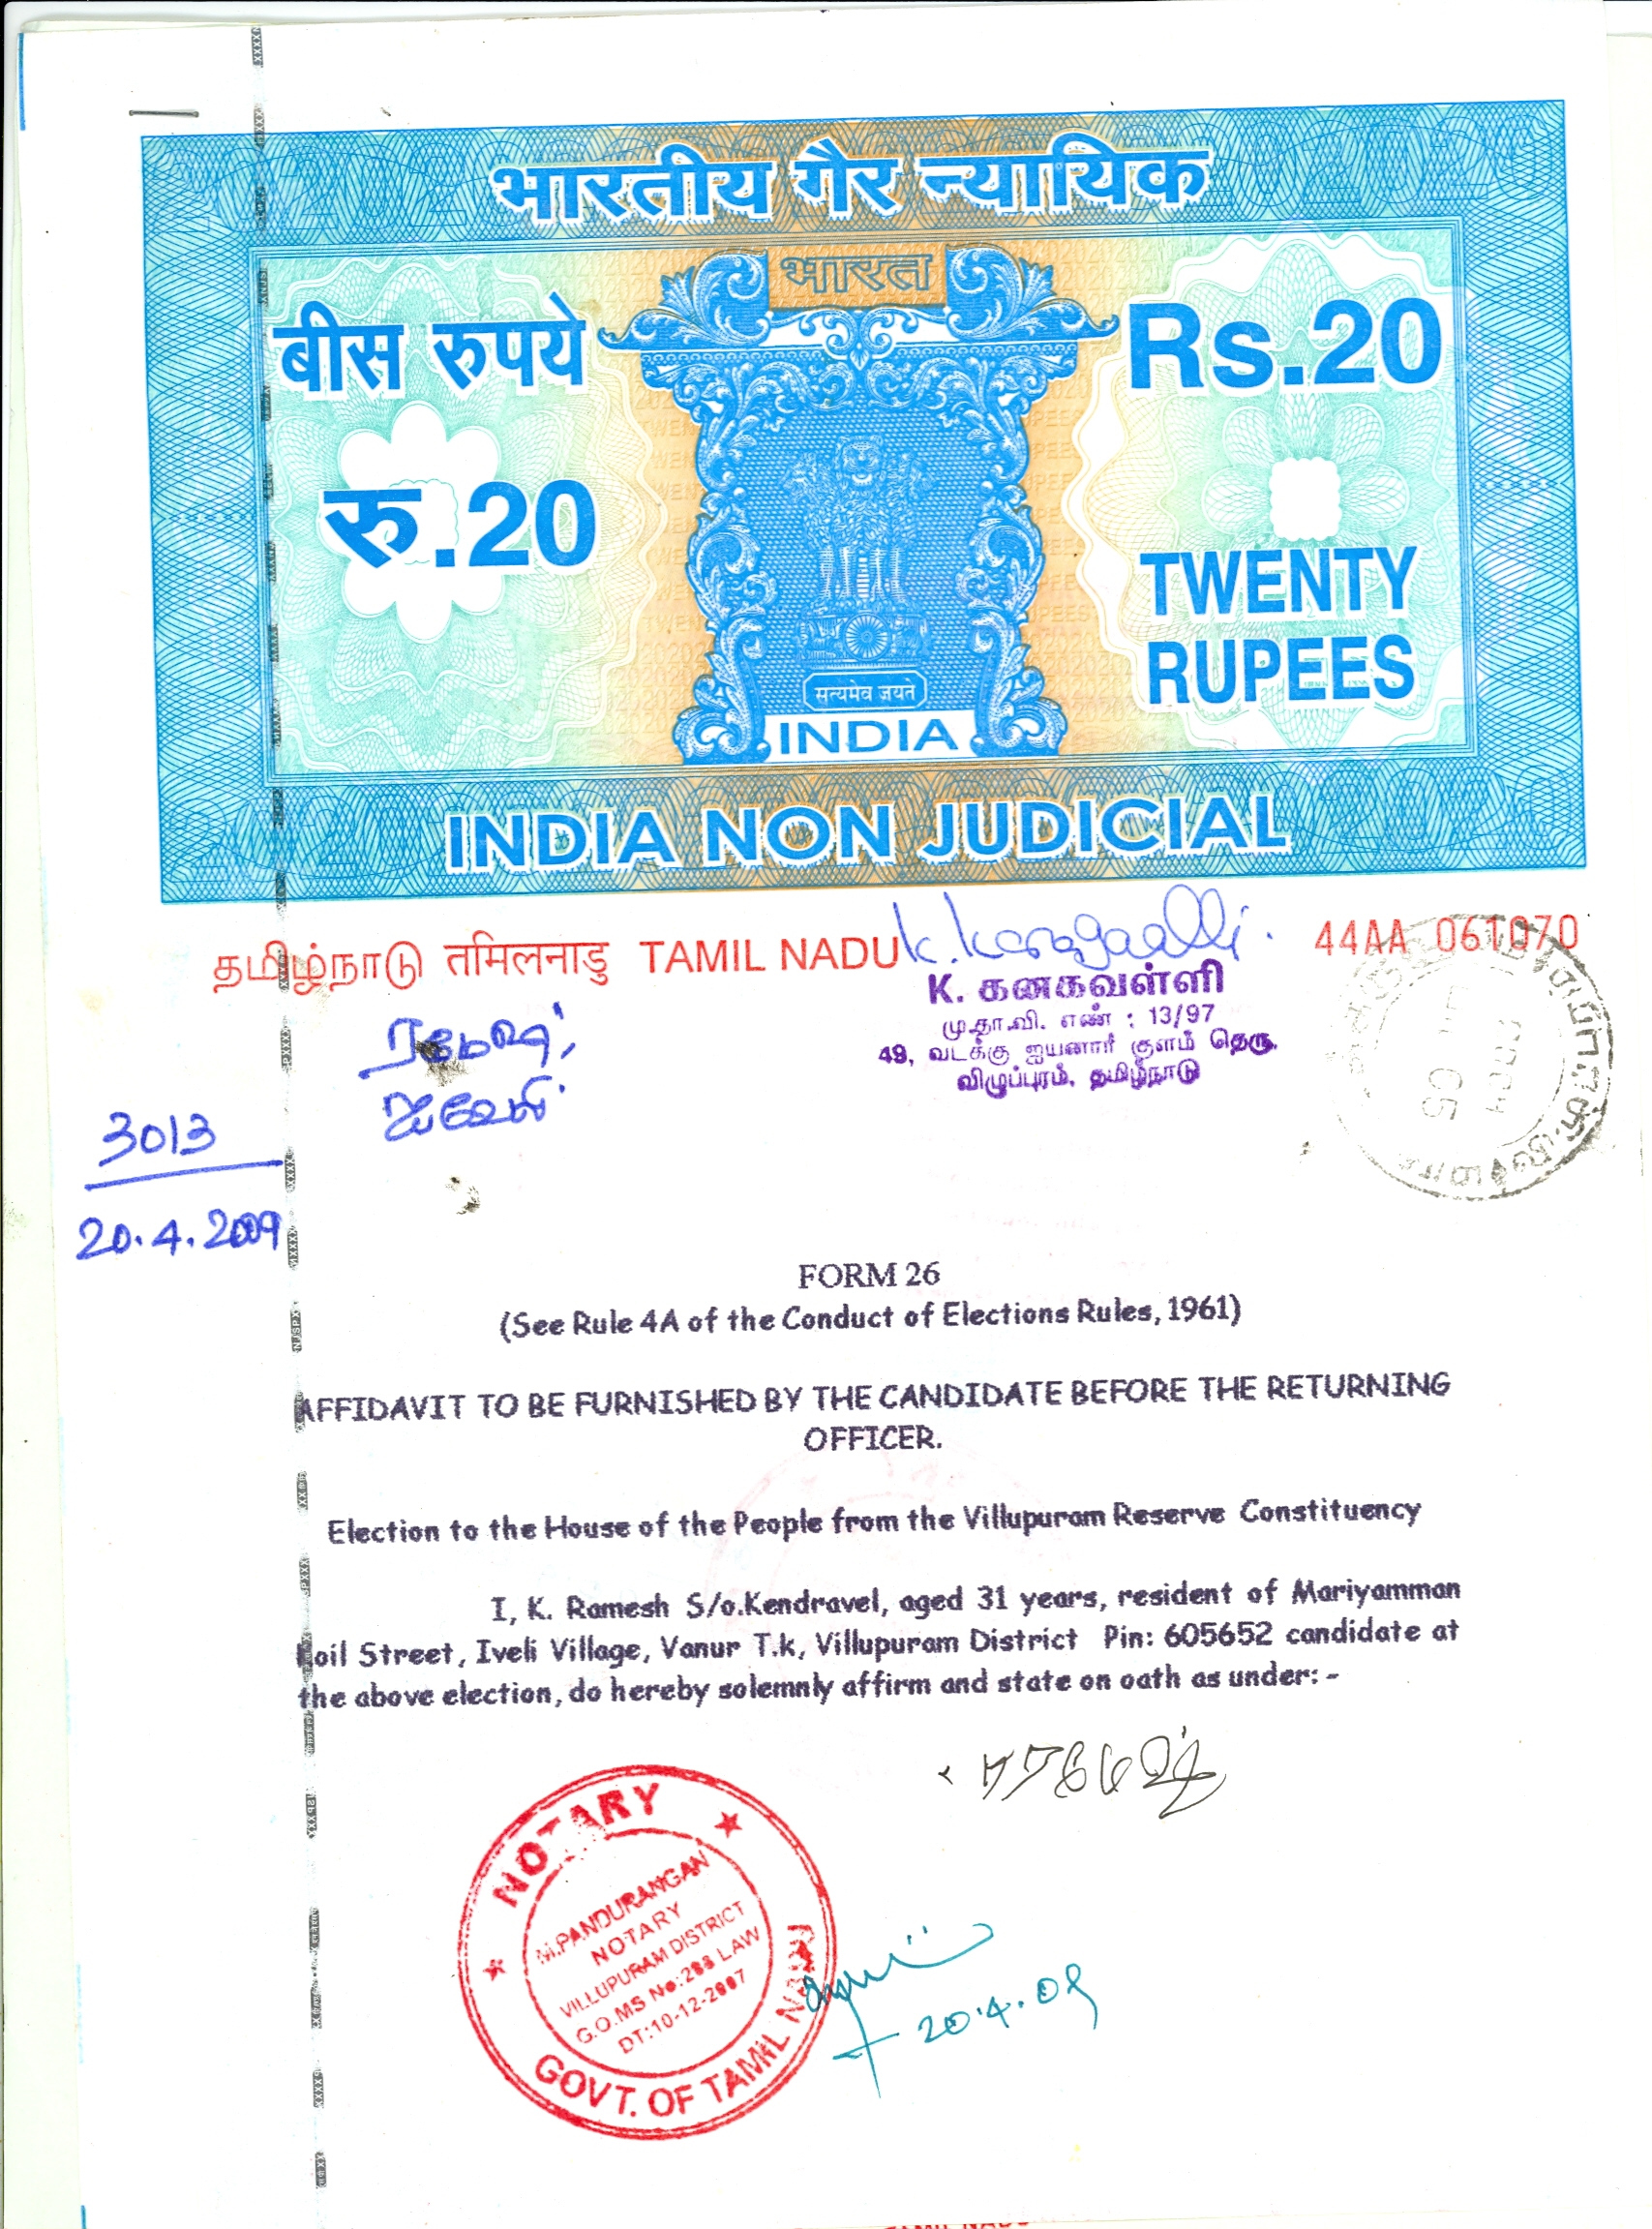 भारतीय गैर न्यायिक
भारत
बीस रुपये
Rs.20
रु.20
TWENTY
RUPEES
सत्यमेव जयते
INDIA
INDIA NON JUDICIAL
தமிழ்நாடு तमिलनाडु TAMIL NADU
44AA 061070
K. கனகவள்ளி
மு.தா.வி. எண் : 13/97
49, வடக்கு ஐயனார் குளம் தெரு,
விழுப்புரம், தமிழ்நாடு
ரமேஷ்,
ஐவேலி
3013
20.4.2009
FORM 26
(See Rule 4A of the Conduct of Elections Rules, 1961)
AFFIDAVIT TO BE FURNISHED BY THE CANDIDATE BEFORE THE RETURNING
OFFICER.
Election to the House of the People from the Villupuram Reserve Constituency
I, K. Ramesh S/o.Kendravel, aged 31 years, resident of Mariyamman
Koil Street, Iveli Village, Vanur T.k, Villupuram District Pin: 605652 candidate at
the above election, do hereby solemnly affirm and state on oath as under: -
NOTARY
M.PANDURANGAN
NOTARY
VILLUPURAM DISTRICT
G.O.MS No:288 LAW
DT:10-12-2007
GOVT. OF TAMIL NADU
20.4.09